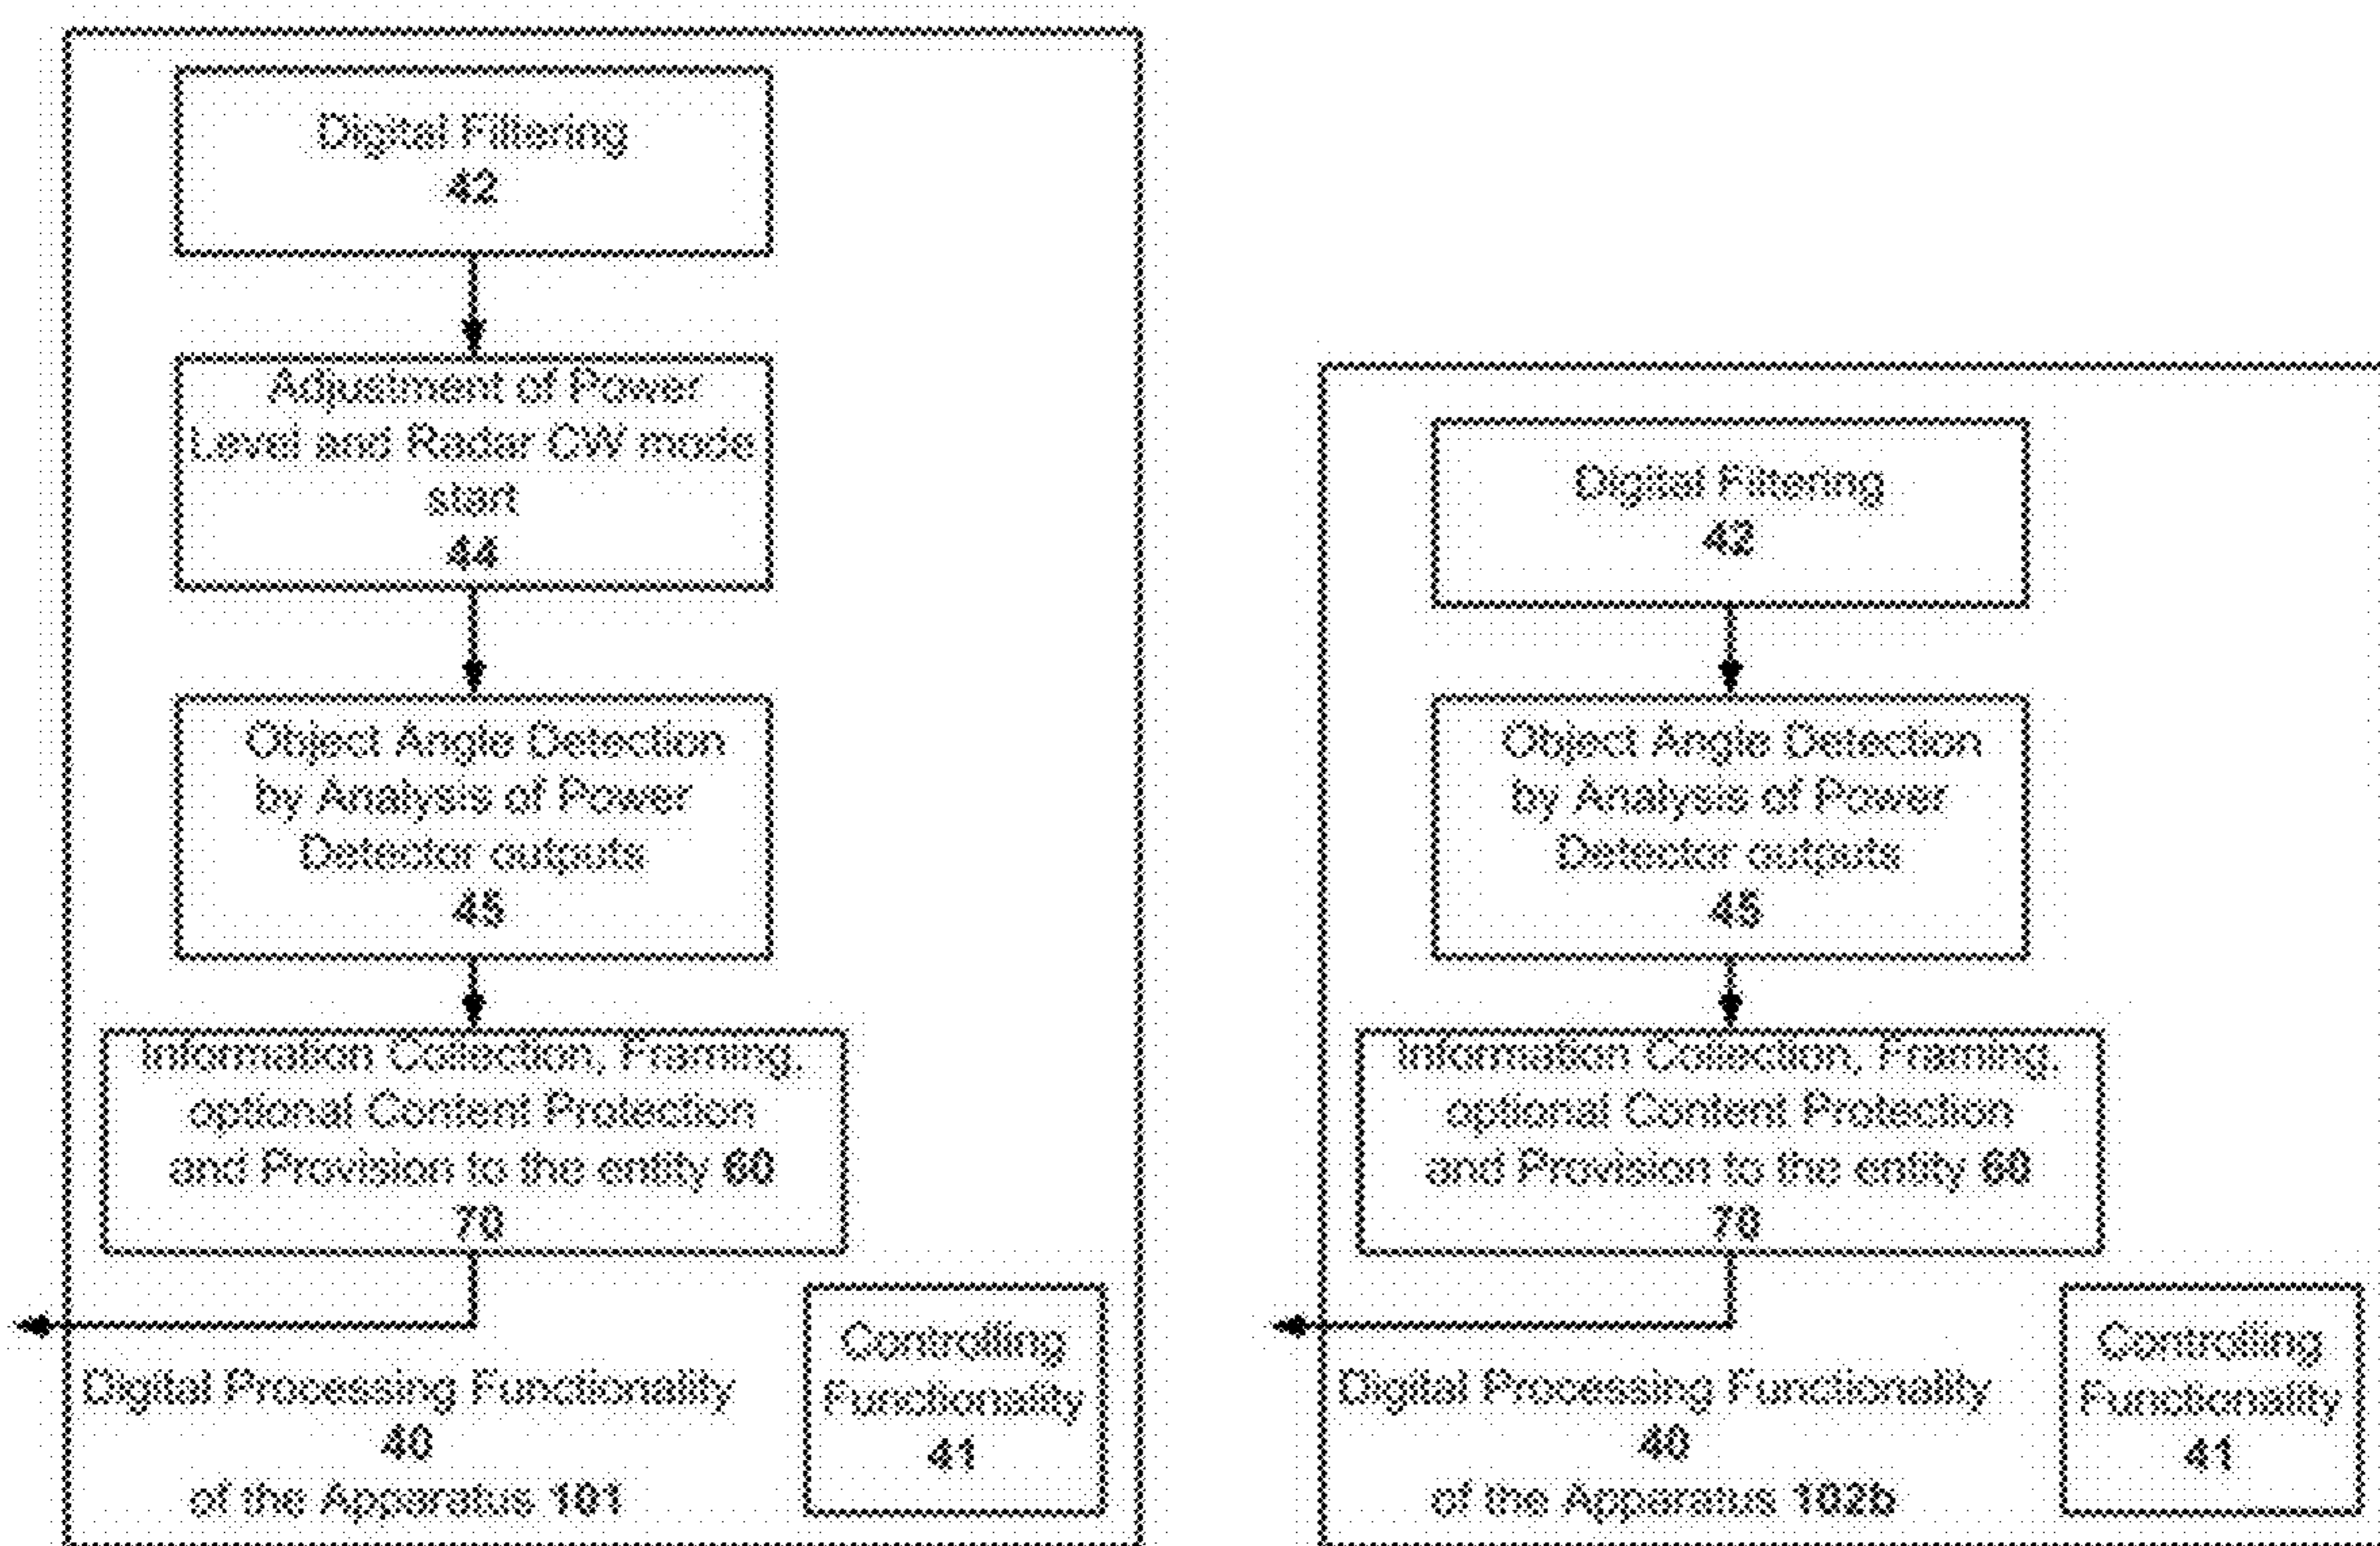 Digital Filtering
42
Adjustment of Power
Level and Radar CW mode
start
44
Object Angle Detection
by Analysis of Power
Detector outputs
45
Information Collection, Framing,
optional Content Protection
and Provision to the entity 60
70
Digital Processing Functionality
40
of the Apparatus 101
Controlling
Functionality
41
Digital Filtering
42
Object Angle Detection
by Analysis of Power
Detector outputs
45
Information Collection, Framing,
optional Content Protection
and Provision to the entity 60
70
Digital Processing Functionality
40
of the Apparatus 102b
Controlling
Functionality
41